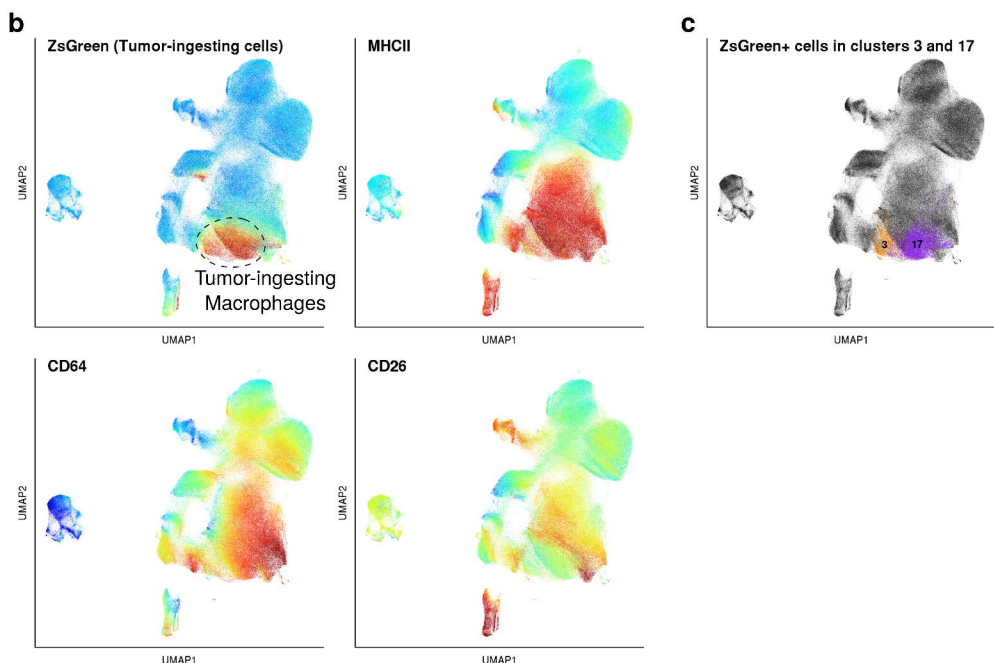 b
ZsGreen (Tumor-ingesting cells)
UMAP2
Tumor-ingesting
Macrophages
UMAP1
MHCII
UMAP2
UMAP1
c
ZsGreen+ cells in clusters 3 and 17
UMAP2
3
17
UMAP1
CD64
UMAP2
UMAP1
CD26
UMAP2
UMAP1